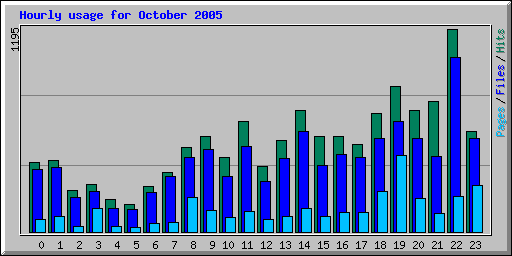 Hourly usage for October 2005
1195
Pages/Files/Hits
0 1 2 3 4 5 6 7 8 9 10 11 12 13 14 15 16 17 18 19 20 21 22 23